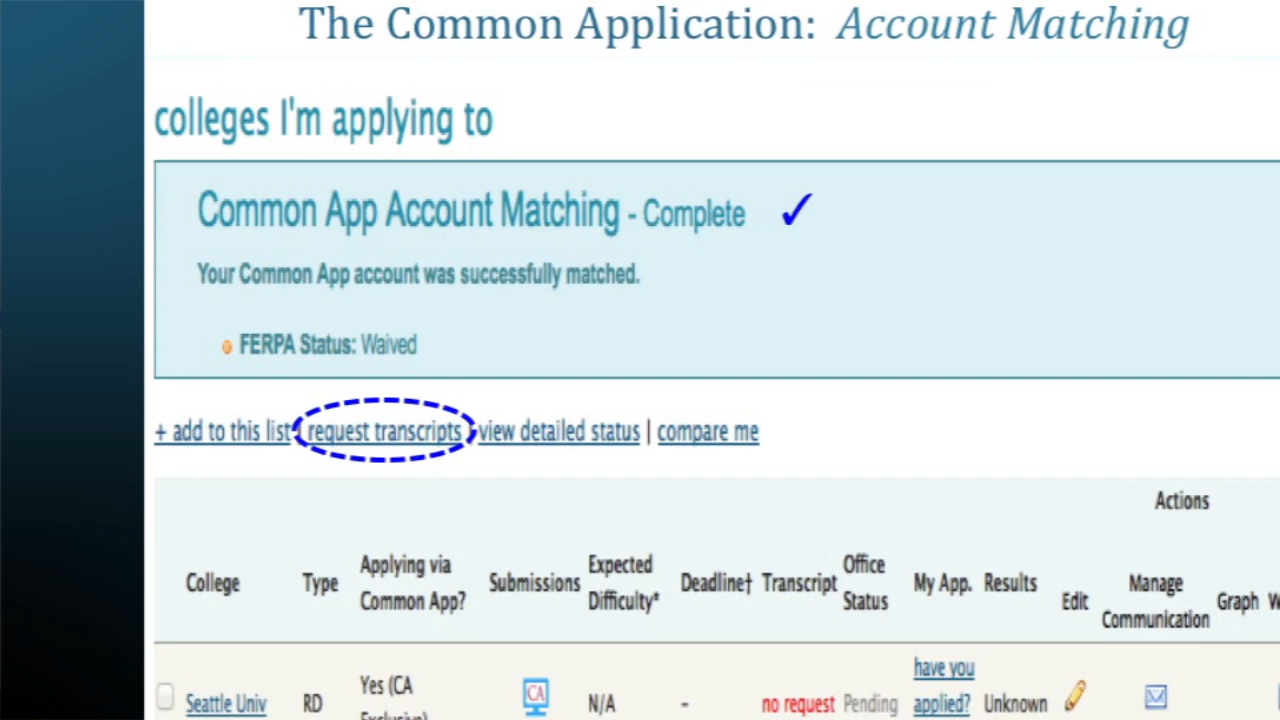 The Common Application: Account Matching
colleges I'm applying to
Common App Account Matching - Complete ✓
Your Common App account was successfully matched.
FERPA Status: Waived
+ add to this list | request transcripts | view detailed status | compare me
Actions
College Type Applying via Common App? Submissions Expected Difficulty* Deadline† Transcript Office Status My App. Results Edit Manage Communication Graph
Seattle Univ RD Yes (CA Exclusive) CA N/A - no request Pending have you applied? Unknown